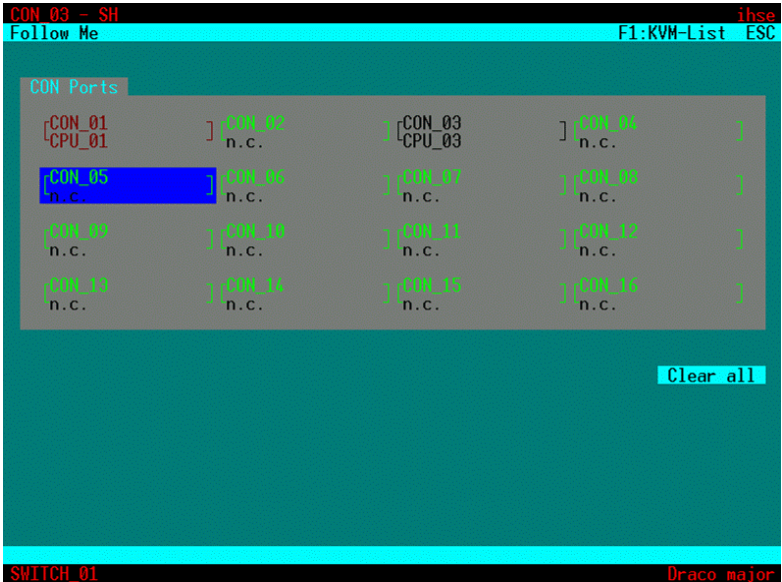 CON_03 - SH ihse
Follow Me F1:KVM-List ESC
CON Ports
CON_01 CON_02 CON_03 CON_04
CPU_01 n.c. CPU_03 n.c.
CON_05 CON_06 CON_07 CON_08
n.c. n.c. n.c. n.c.
CON_09 CON_10 CON_11 CON_12
n.c. n.c. n.c. n.c.
CON_13 CON_14 CON_15 CON_16
n.c. n.c. n.c. n.c.
Clear all
SWITCH_01 Draco major